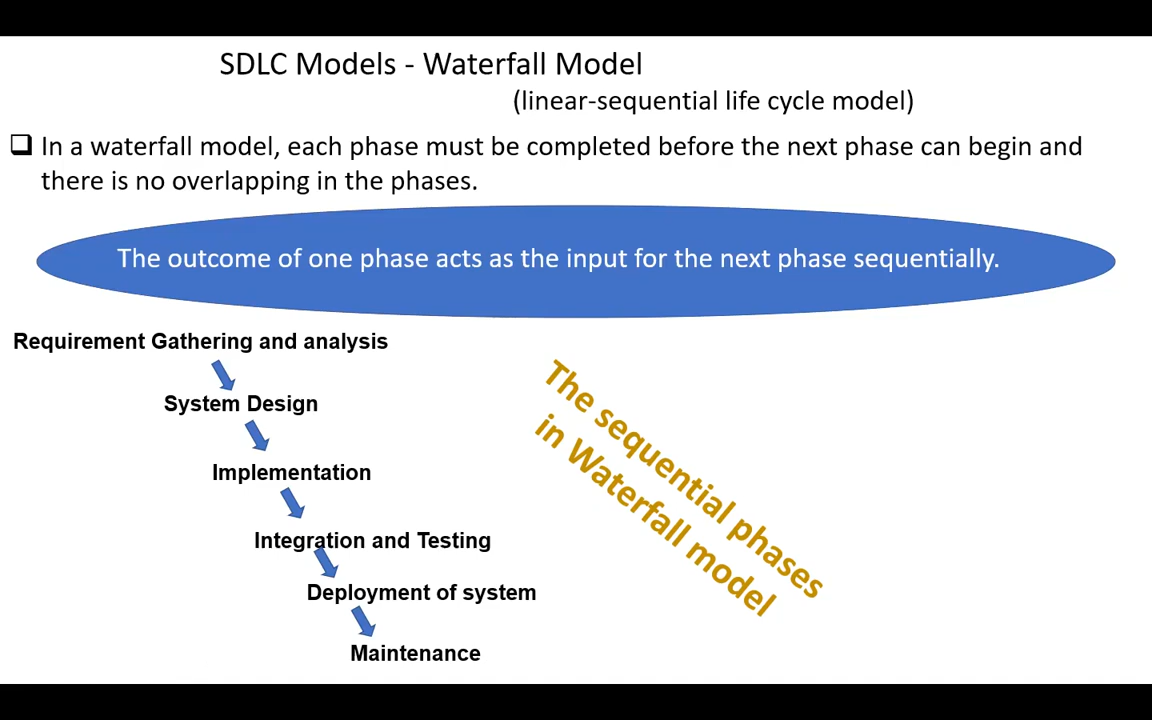 SDLC Models - Waterfall Model
(linear-sequential life cycle model)
In a waterfall model, each phase must be completed before the next phase can begin and
there is no overlapping in the phases.
The outcome of one phase acts as the input for the next phase sequentially.
Requirement Gathering and analysis
System Design
Implementation
Integration and Testing
Deployment of system
Maintenance
The sequential phases
in Waterfall model